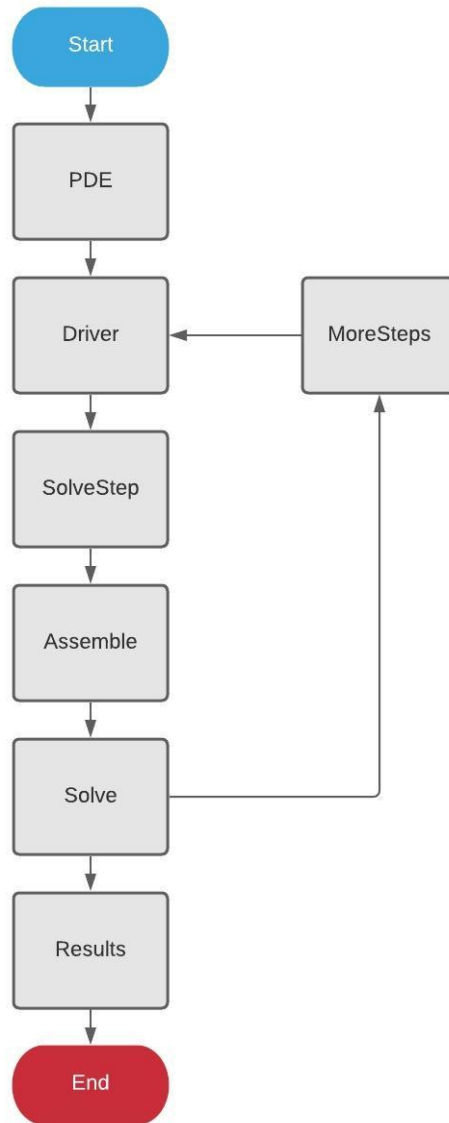 Start
PDE
Driver
MoreSteps
SolveStep
Assemble
Solve
Results
End